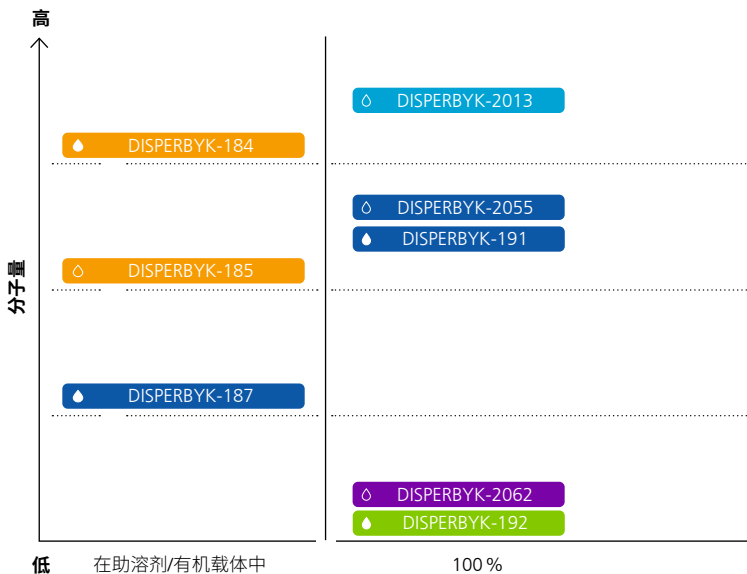 高
DISPERBYK-2013
DISPERBYK-184
DISPERBYK-2055
DISPERBYK-191
分子量
DISPERBYK-185
DISPERBYK-187
DISPERBYK-2062
DISPERBYK-192
低
在助溶剂/有机载体中
100 %